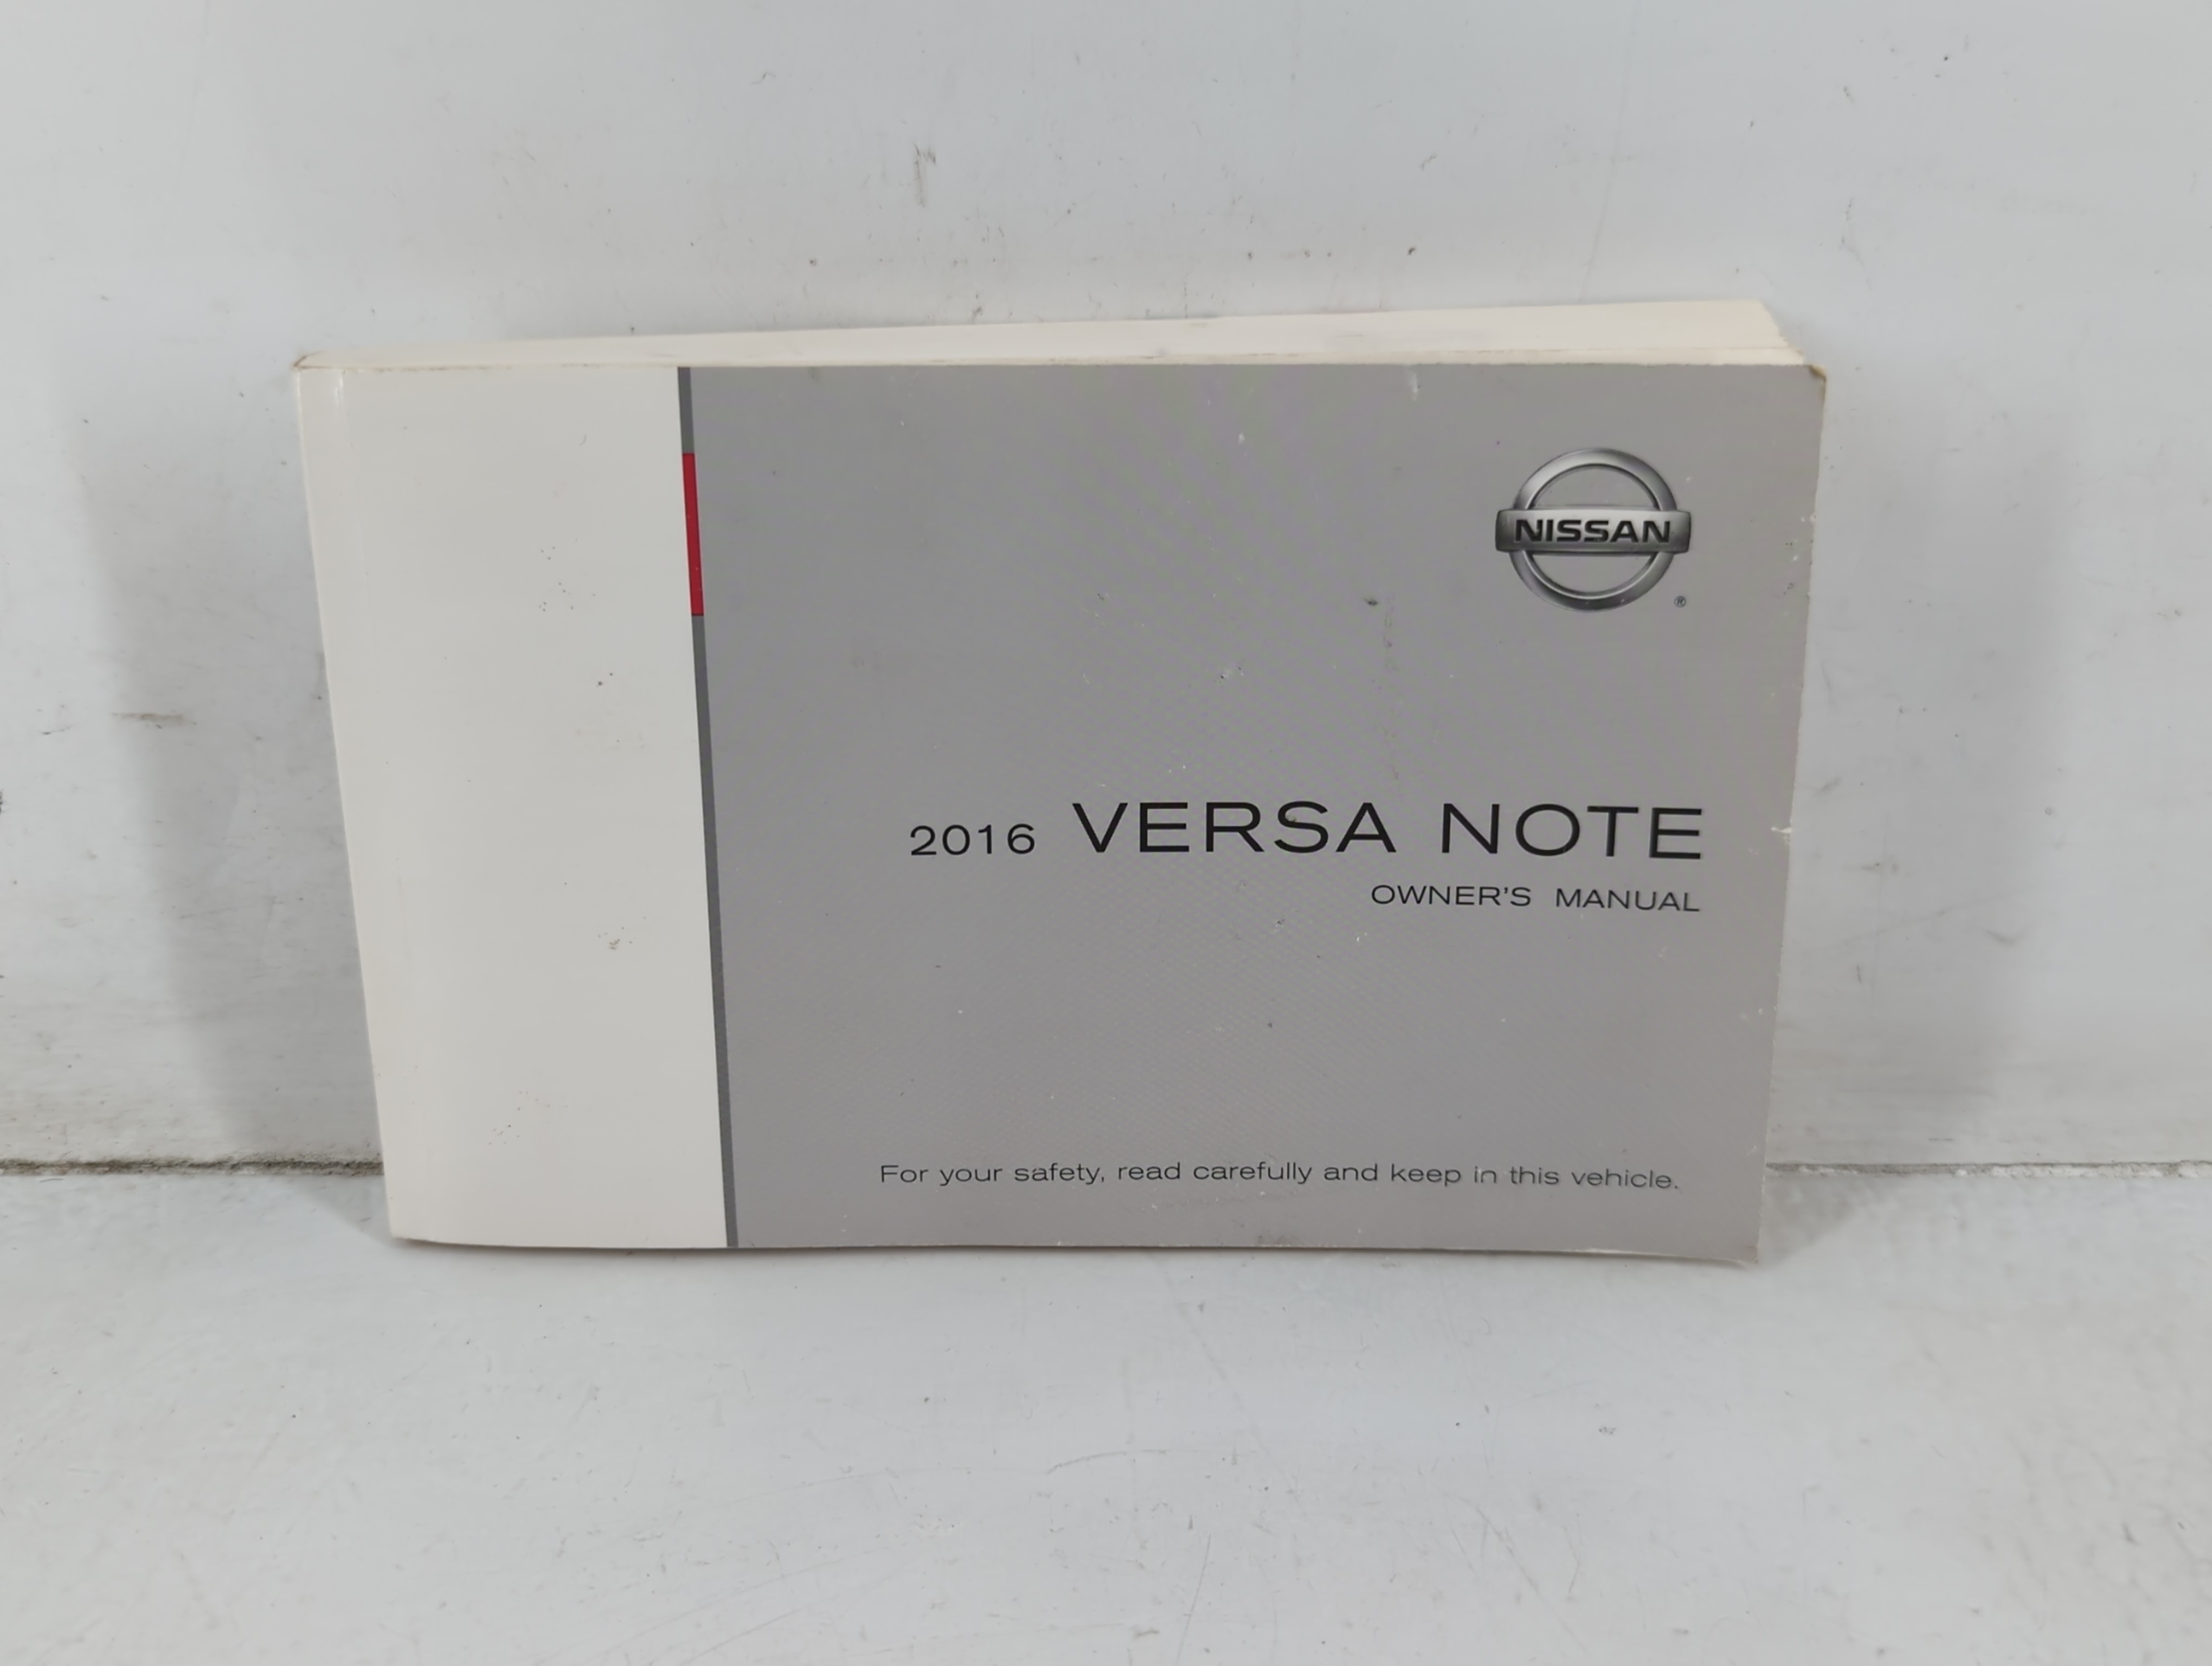 NISSAN
®
2016 VERSA NOTE
OWNER'S MANUAL
For your safety, read carefully and keep in this vehicle.